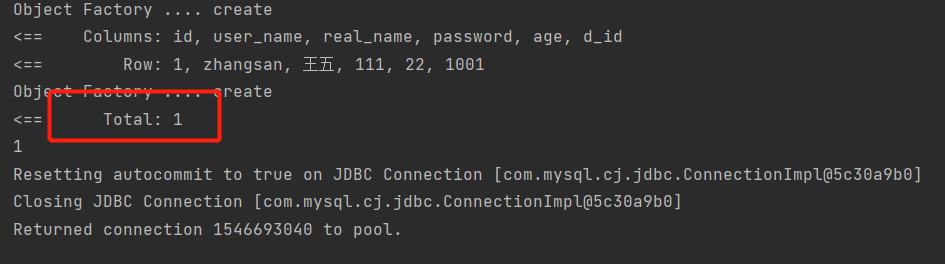 Object Factory .... create
<==    Columns: id, user_name, real_name, password, age, d_id
<==        Row: 1, zhangsan, 王五, 111, 22, 1001
Object Factory .... create
<==      Total: 1
1
Resetting autocommit to true on JDBC Connection [com.mysql.cj.jdbc.ConnectionImpl@5c30a9b0]
Closing JDBC Connection [com.mysql.cj.jdbc.ConnectionImpl@5c30a9b0]
Returned connection 1546693040 to pool.